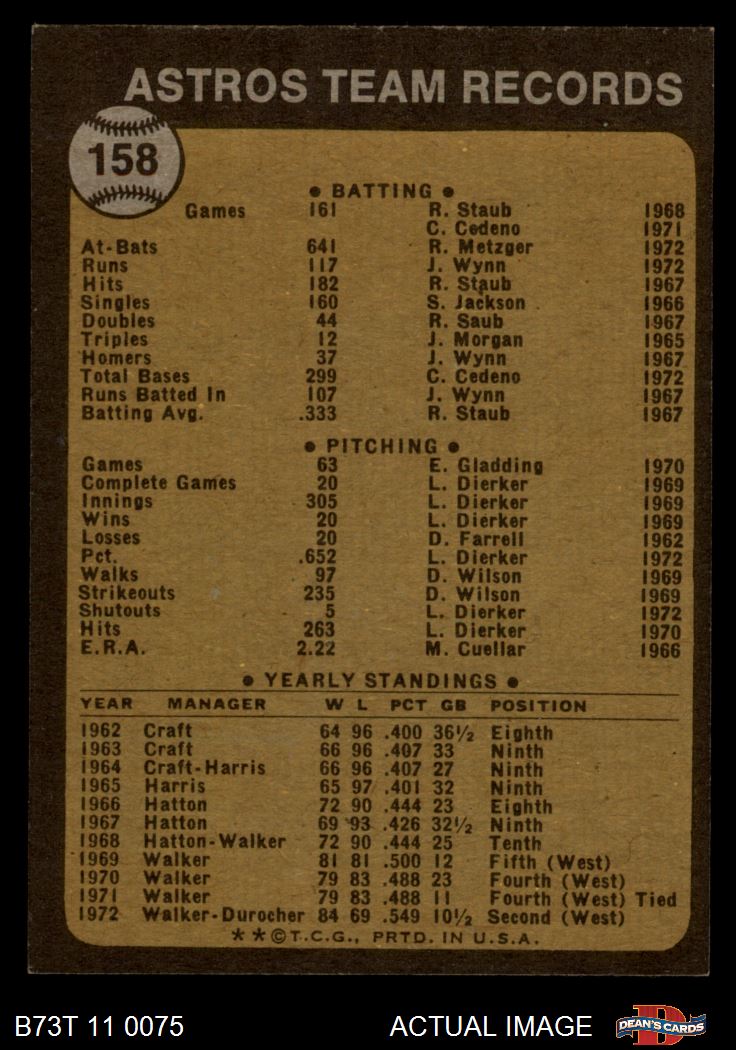 ASTROS TEAM RECORDS
158
● BATTING ●
Games 161 R. Staub 1968
C. Cedeno 1971
At-Bats 641 R. Metzger 1972
Runs 117 J. Wynn 1972
Hits 182 R. Staub 1967
Singles 160 S. Jackson 1966
Doubles 44 R. Saub 1967
Triples 12 J. Morgan 1965
Homers 37 J. Wynn 1967
Total Bases 299 C. Cedeno 1972
Runs Batted In 107 J. Wynn 1967
Batting Avg. .333 R. Staub 1967
● PITCHING ●
Games 63 E. Gladding 1970
Complete Games 20 L. Dierker 1969
Innings 305 L. Dierker 1969
Wins 20 L. Dierker 1969
Losses 20 D. Farrell 1962
Pct. .652 L. Dierker 1972
Walks 97 D. Wilson 1969
Strikeouts 235 D. Wilson 1969
Shutouts 5 L. Dierker 1972
Hits 263 L. Dierker 1970
E.R.A. 2.22 M. Cuellar 1966
● YEARLY STANDINGS ●
YEAR MANAGER W L PCT GB POSITION
1962 Craft 64 96 .400 36½ Eighth
1963 Craft 66 96 .407 33 Ninth
1964 Craft-Harris 66 96 .407 27 Ninth
1965 Harris 65 97 .401 32 Ninth
1966 Hatton 72 90 .444 23 Eighth
1967 Hatton 69 93 .426 32½ Ninth
1968 Hatton-Walker 72 90 .444 25 Tenth
1969 Walker 81 81 .500 12 Fifth (West)
1970 Walker 79 83 .488 23 Fourth (West)
1971 Walker 79 83 .488 11 Fourth (West) Tied
1972 Walker-Durocher 84 69 .549 10½ Second (West)
* * © T.C.G., PRTD. IN U.S.A.
B73T 11 0075 ACTUAL IMAGE
D
DEAN'S CARDS